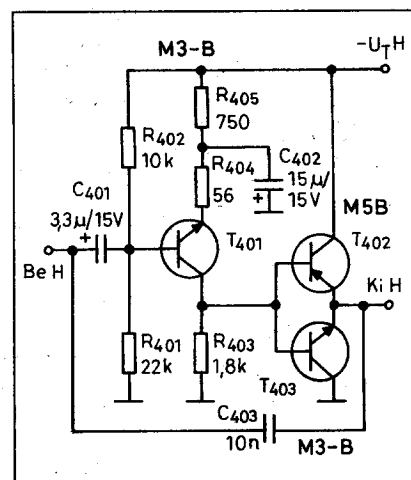 M3-B
-U_T H
R405
750
R402
10k
R404
56
C402
15μ/
15V
C401
3,3μ/15V
+
+
M5B
T401
T402
Be H
Ki H
R401
22k
R403
1,8k
T403
C403
10n
M3-B